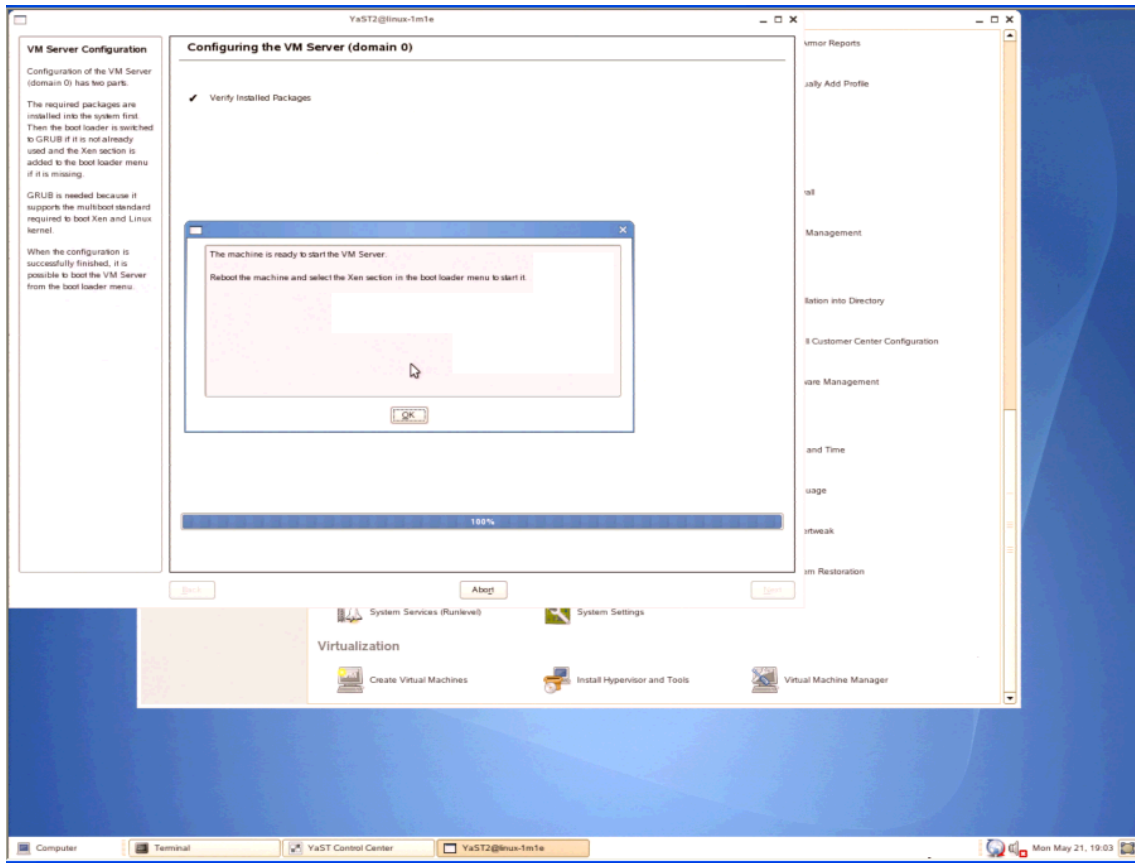 YaST2@linux-1m1e
VM Server Configuration
Configuration of the VM Server
(domain 0) has two parts.
The required packages are
installed into the system first.
Then the boot loader is switched
to GRUB if it is not already
used and the Xen section is
added to the boot loader menu
if it is missing.
GRUB is needed because it
supports the multiboot standard
required to boot Xen and Linux
kernel.
When the configuration is
successfully finished, it is
possible to boot the VM Server
from the boot loader menu.
Configuring the VM Server (domain 0)
✔ Verify Installed Packages
The machine is ready to start the VM Server.
Reboot the machine and select the Xen section in the boot loader menu to start it.
OK
100%
Back
Abort
Next
Armor Reports
ually Add Profile
wall
Management
llation into Directory
ll Customer Center Configuration
ware Management
and Time
uage
ertweak
em Restoration
System Services (Runlevel)
System Settings
Virtualization
Create Virtual Machines
Install Hypervisor and Tools
Virtual Machine Manager
Computer
Terminal
YaST Control Center
YaST2@linux-1m1e
Mon May 21, 19:03